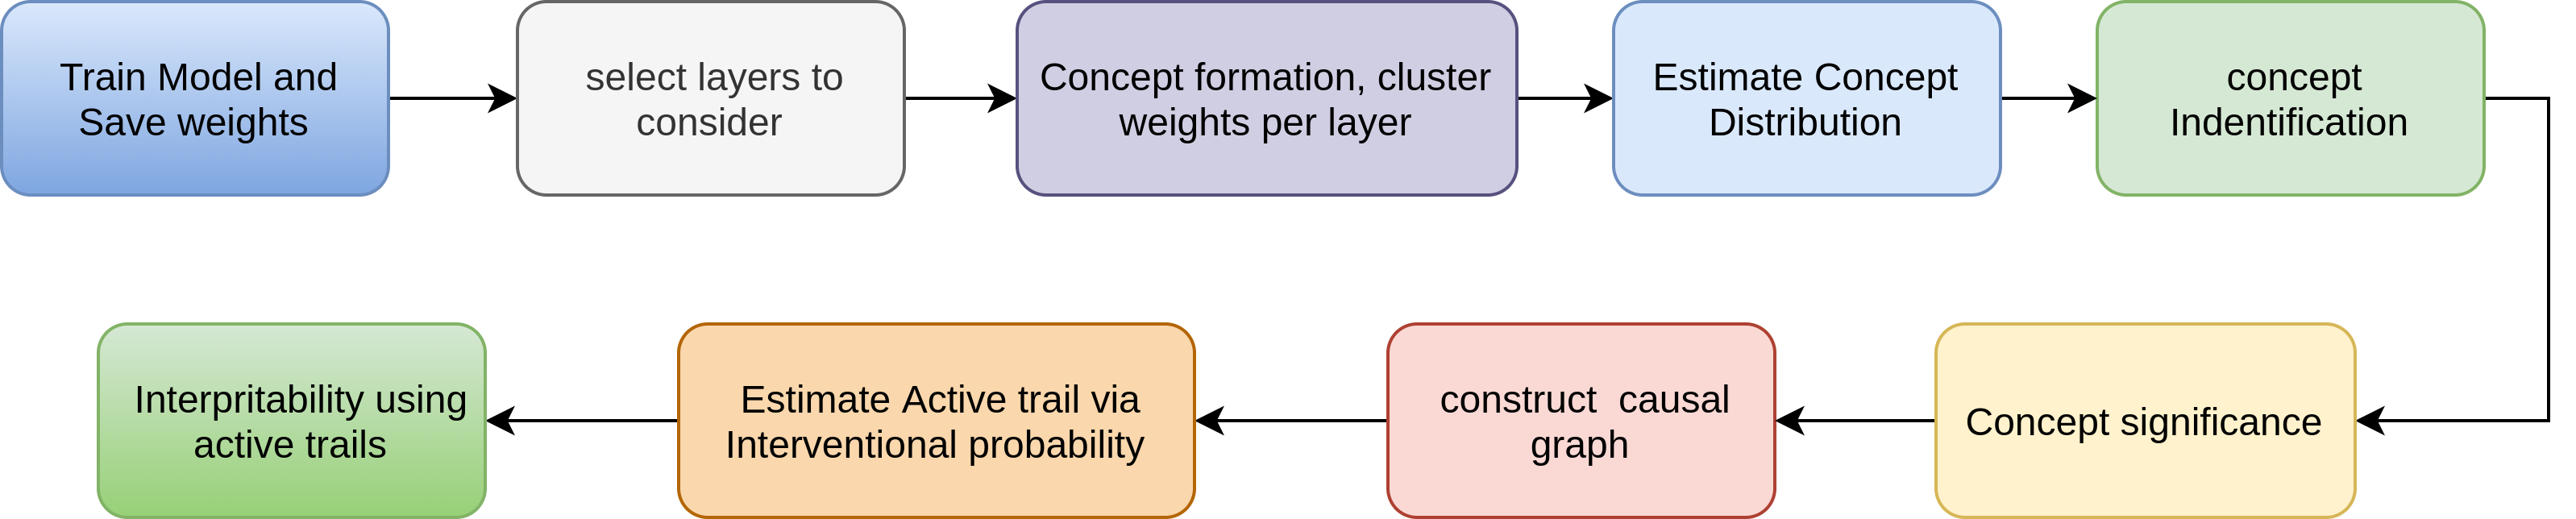 Train Model and
Save weights
select layers to
consider
Concept formation, cluster
weights per layer
Estimate Concept
Distribution
concept
Indentification
Concept significance
construct  causal
graph
Estimate Active trail via
Interventional probability
Interpritability using
active trails